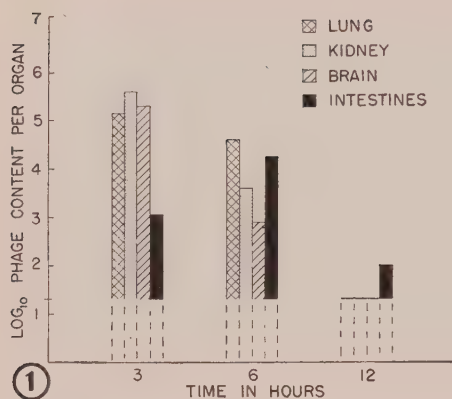 LUNG
KIDNEY
BRAIN
INTESTINES
LOG₁₀ PHAGE CONTENT PER ORGAN
7
6
5
4
3
2
1
3 6 12
TIME IN HOURS
1